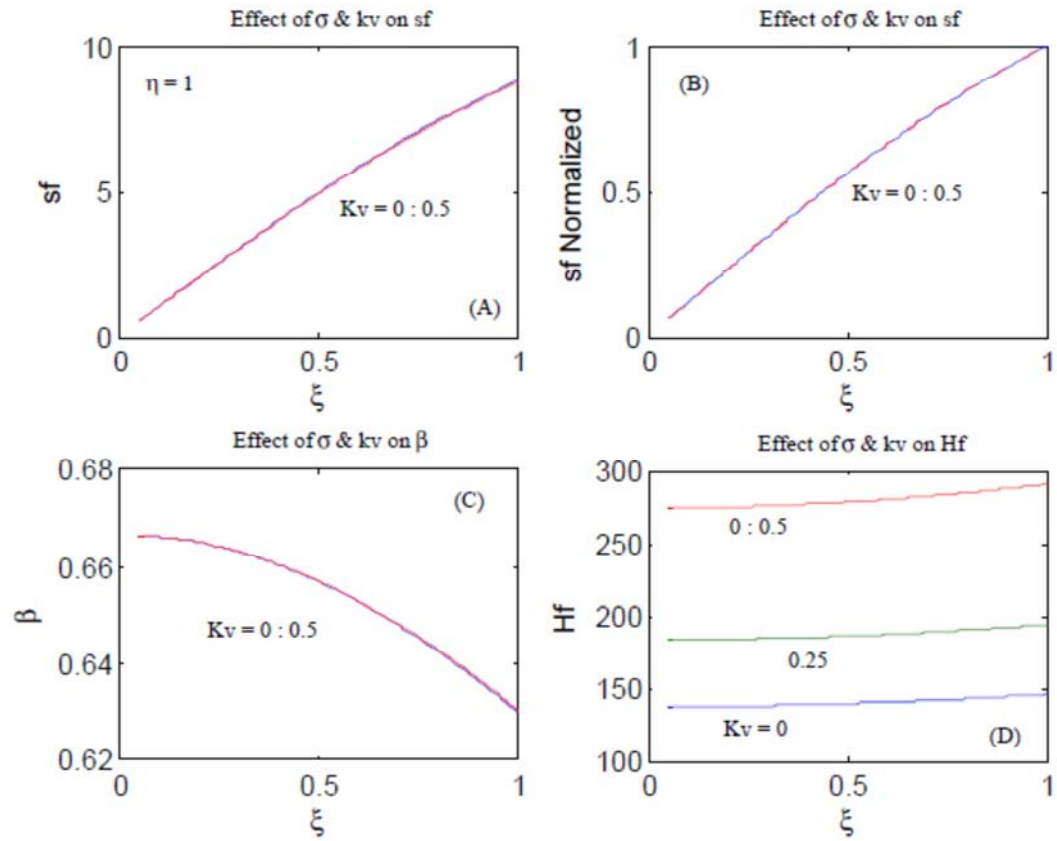 Effect of σ & kv on sf
10
5
0
sf
η = 1
Kv = 0 : 0.5
(A)
0
0.5
1
ξ
Effect of σ & kv on sf
1
0.5
0
sf Normalized
(B)
Kv = 0 : 0.5
0
0.5
1
ξ
Effect of σ & kv on β
0.68
0.66
0.64
0.62
β
(C)
Kv = 0 : 0.5
0
0.5
1
ξ
Effect of σ & kv on Hf
300
250
200
150
100
Hf
0 : 0.5
0.25
Kv = 0
(D)
0
0.5
1
ξ